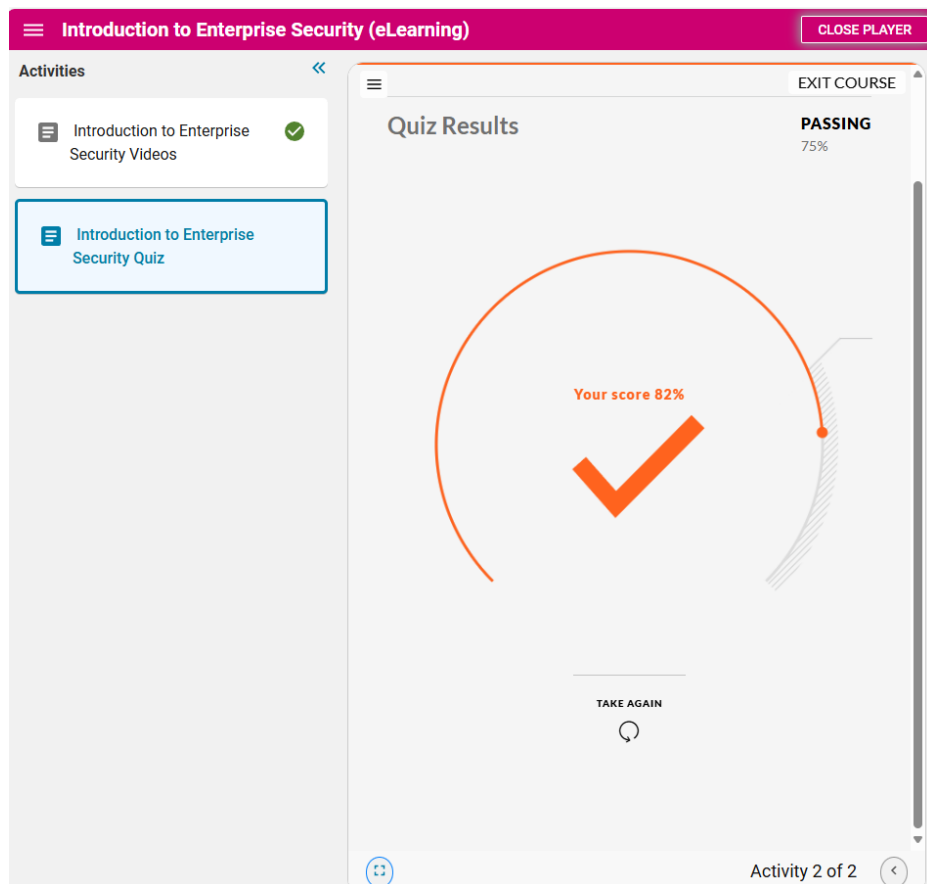 Introduction to Enterprise Security (eLearning)
CLOSE PLAYER
Activities
Introduction to Enterprise
Security Videos
Introduction to Enterprise
Security Quiz
EXIT COURSE
Quiz Results
PASSING
75%
Your score 82%
TAKE AGAIN
Activity 2 of 2